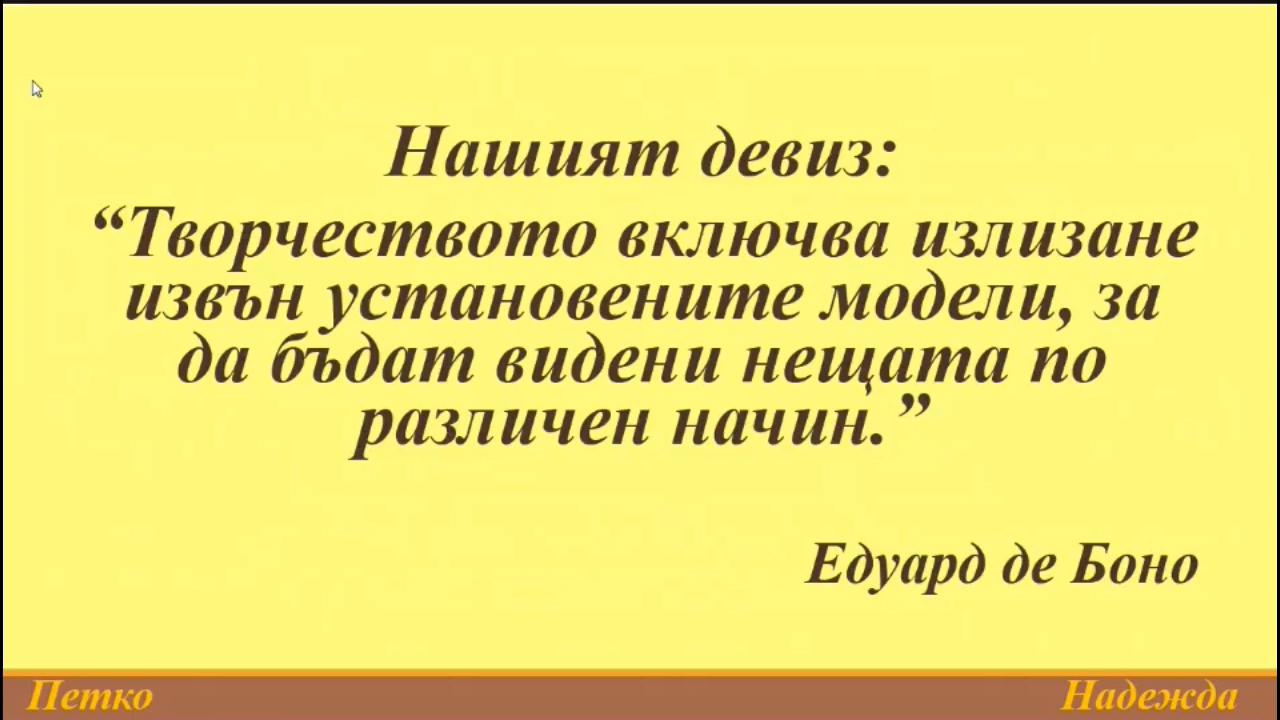 Нашият девиз:
“Творчеството включва излизане
извън установените модели, за
да бъдат видени нещата по
различен начин.”
Едуард де Боно
Петко
Надежда